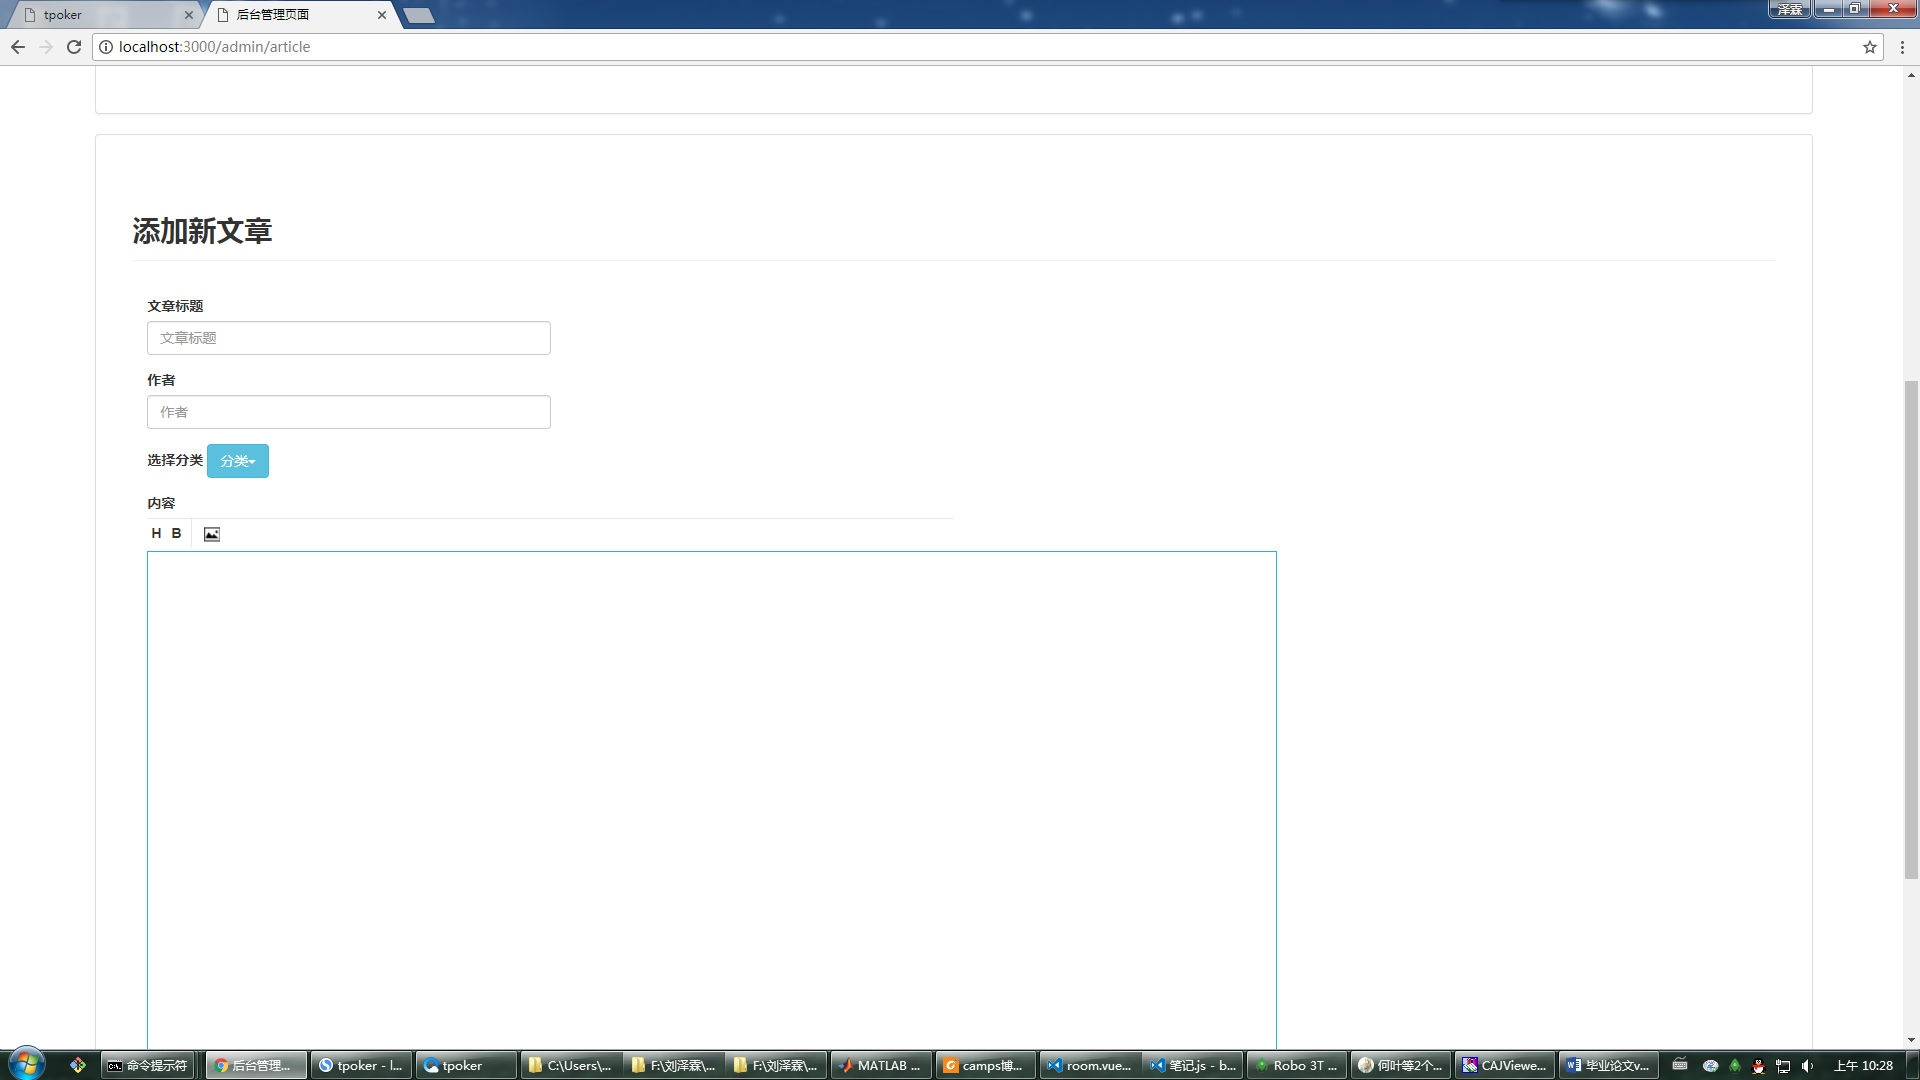 tpoker
后台管理页面
泽霖
localhost:3000/admin/article
添加新文章
文章标题
文章标题
作者
作者
选择分类 分类
内容
H B
命令提示符
后台管理...
tpoker - l...
tpoker
C:\Users\...
F:\刘泽霖\...
F:\刘泽霖\...
MATLAB ...
camps博...
room.vue...
笔记.js - b...
Robo 3T ...
何叶等2个...
CAJViewe...
毕业论文v...
上午 10:28